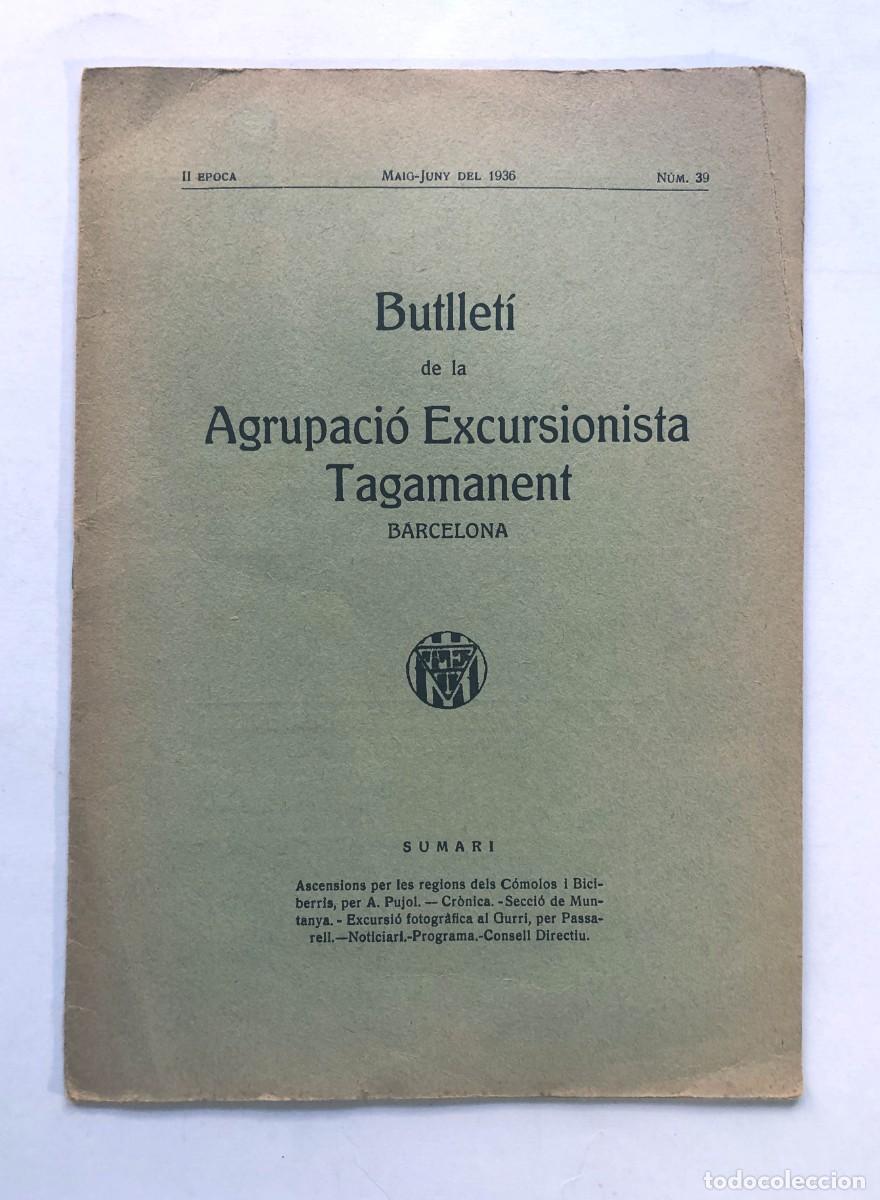 II EPOCA MAIG-JUNY DEL 1936 NÚM. 39
Butlletí
de la
Agrupació Excursionista
Tagamanent
BARCELONA
SUMARI
Ascensions per les regions dels Cómolos i Bici-
berris, per A. Pujol. — Crònica. -Secció de Mun-
tanya. - Excursió fotogràfica al Gurri, per Passa-
rell.—Noticiari.-Programa.-Consell Directiu.
todocoleccion